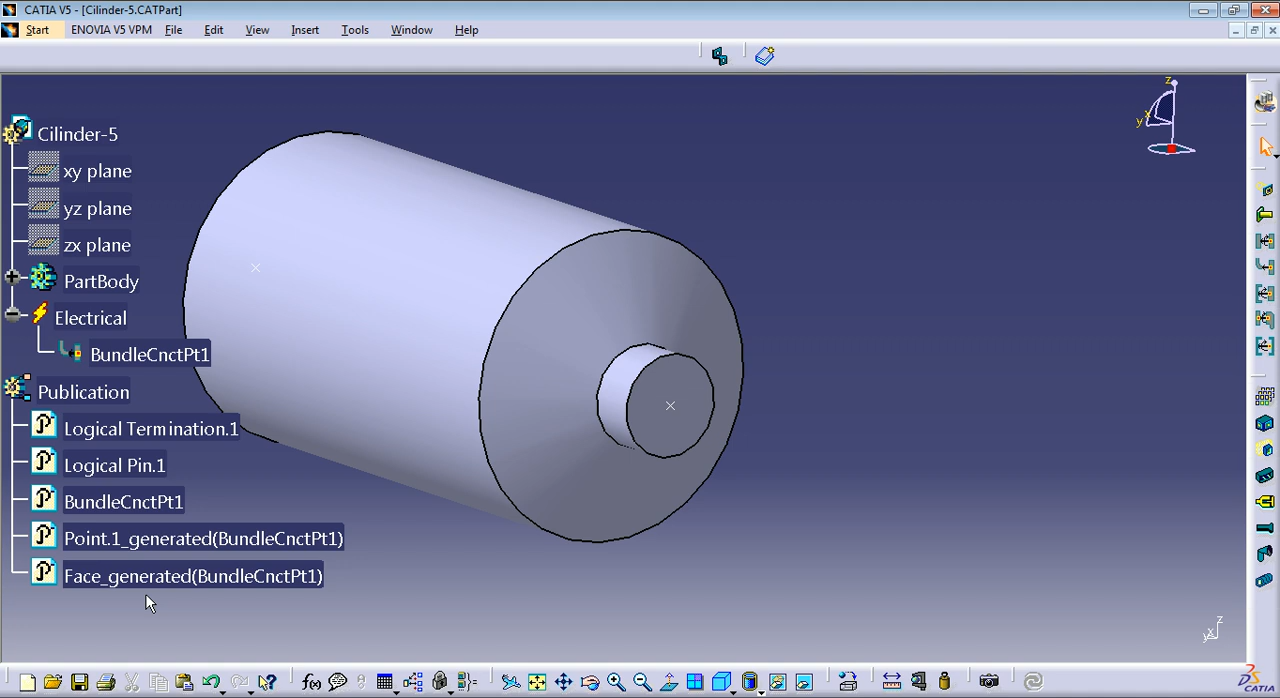 CATIA V5 - [Cilinder-5.CATPart]
Start ENOVIA V5 VPM File Edit View Insert Tools Window Help
z
y x
Cilinder-5
xy plane
yz plane
zx plane
PartBody
Electrical
BundleCnctPt1
Publication
Logical Termination.1
Logical Pin.1
BundleCnctPt1
Point.1_generated(BundleCnctPt1)
Face_generated(BundleCnctPt1)
z
y x
f(x)
CATIA